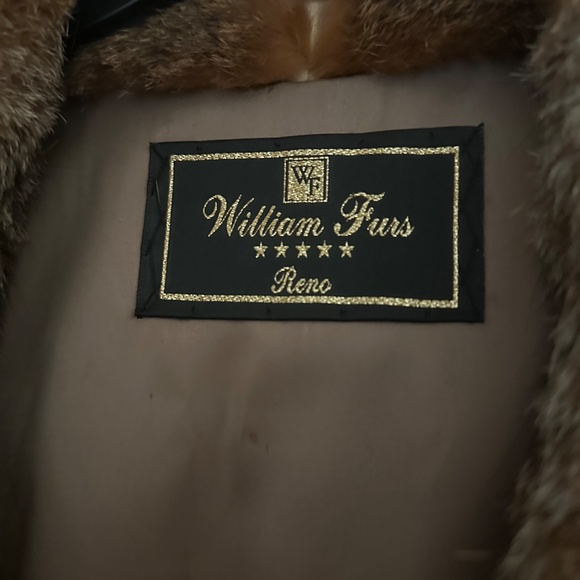 WF
William Furs
★★★★★
Reno